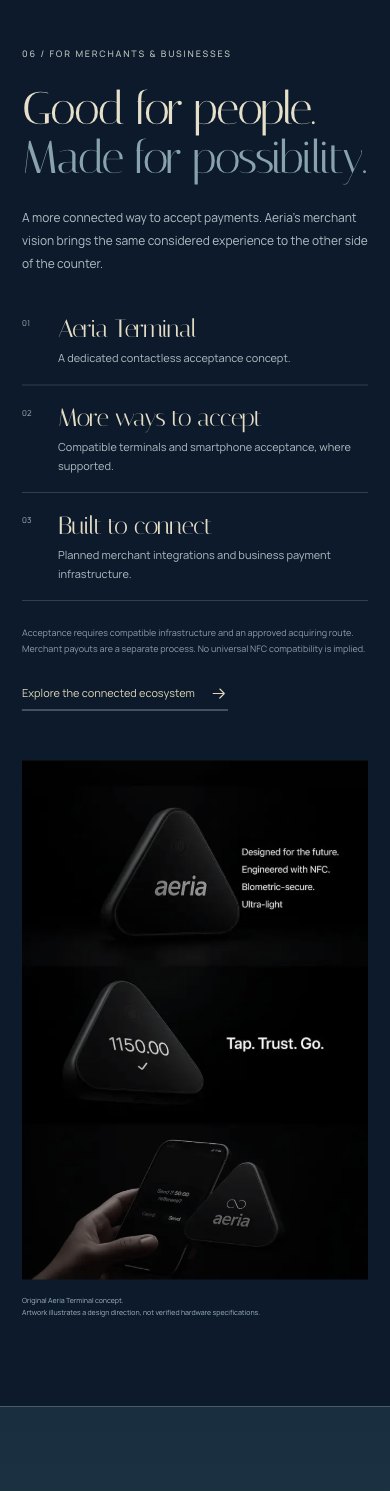 06 / FOR MERCHANTS & BUSINESSES
Good for people.
Made for possibility.
A more connected way to accept payments. Aeria's merchant
vision brings the same considered experience to the other side
of the counter.
01
Aeria Terminal
A dedicated contactless acceptance concept.
02
More ways to accept
Compatible terminals and smartphone acceptance, where
supported.
03
Built to connect
Planned merchant integrations and business payment
infrastructure.
Acceptance requires compatible infrastructure and an approved acquiring route.
Merchant payouts are a separate process. No universal NFC compatibility is implied.
Explore the connected ecosystem →
Designed for the future.
Engineered with NFC.
Biometric-secure.
Ultra-light
aeria
1150.00
Tap. Trust. Go.
50.00
Send
aeria
Original Aeria Terminal concept.
Artwork illustrates a design direction, not verified hardware specifications.